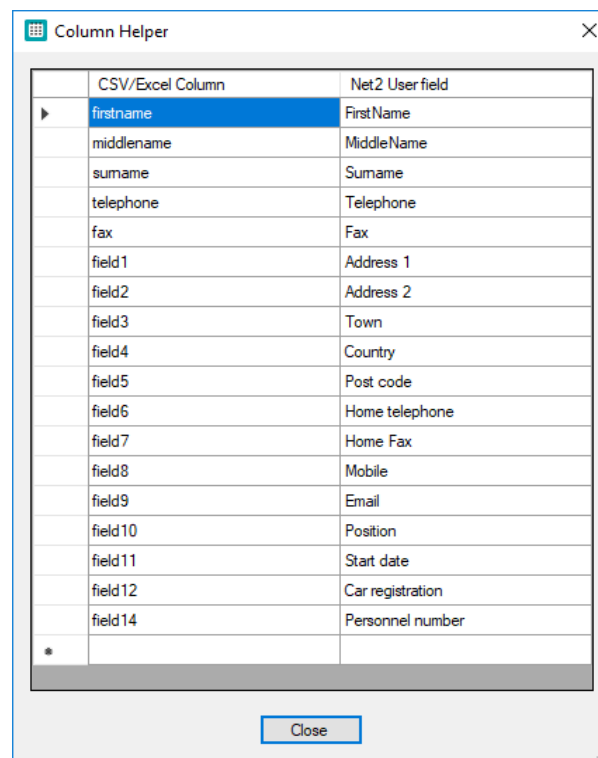 Column Helper
CSV/Excel Column Net2 User field
firstname FirstName
middlename MiddleName
surname Surname
telephone Telephone
fax Fax
field1 Address 1
field2 Address 2
field3 Town
field4 Country
field5 Post code
field6 Home telephone
field7 Home Fax
field8 Mobile
field9 Email
field10 Position
field11 Start date
field12 Car registration
field14 Personnel number
Close